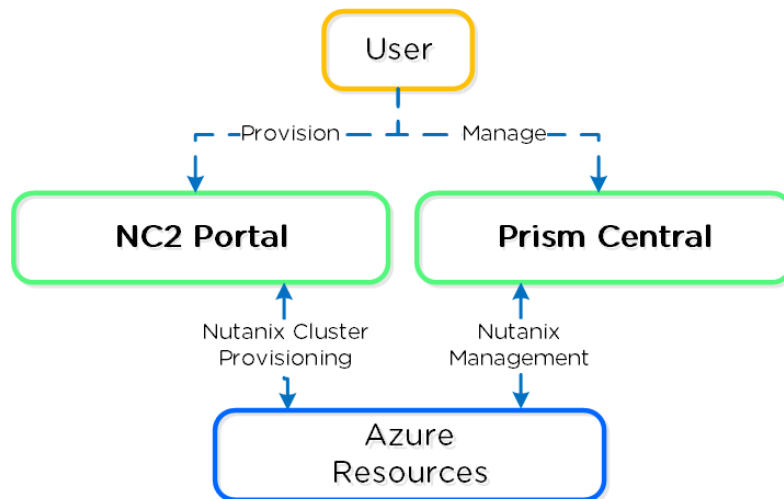 User
Provision
Manage
NC2 Portal
Prism Central
Nutanix Cluster
Provisioning
Nutanix
Management
Azure
Resources